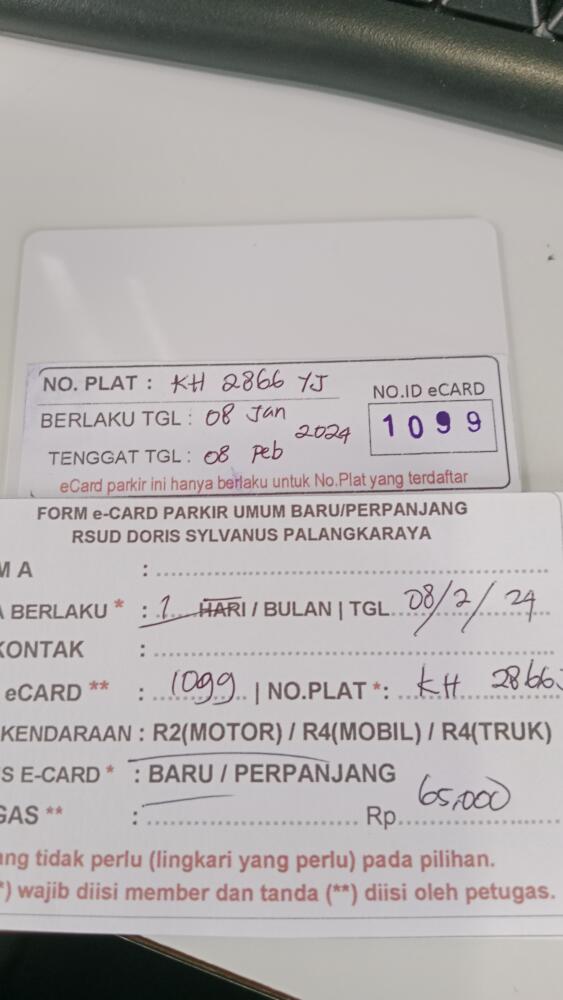 NO. PLAT : KH 2866 YJ
BERLAKU TGL : 08 Jan
2024
TENGGAT TGL : 08 Peb
NO.ID eCARD
1099
eCard parkir ini hanya berlaku untuk No.Plat yang terdaftar
FORM e-CARD PARKIR UMUM BARU/PERPANJANG
RSUD DORIS SYLVANUS PALANGKARAYA
M A :
A BERLAKU * : 1 HARI / BULAN | TGL 08/2/24
KONTAK :
eCARD ** : 1099 | NO.PLAT *: KH 2866
KENDARAAN : R2(MOTOR) / R4(MOBIL) / R4(TRUK)
S E-CARD * : BARU / PERPANJANG
GAS ** : Rp 65,000
ng tidak perlu (lingkari yang perlu) pada pilihan.
*) wajib diisi member dan tanda (**) diisi oleh petugas.